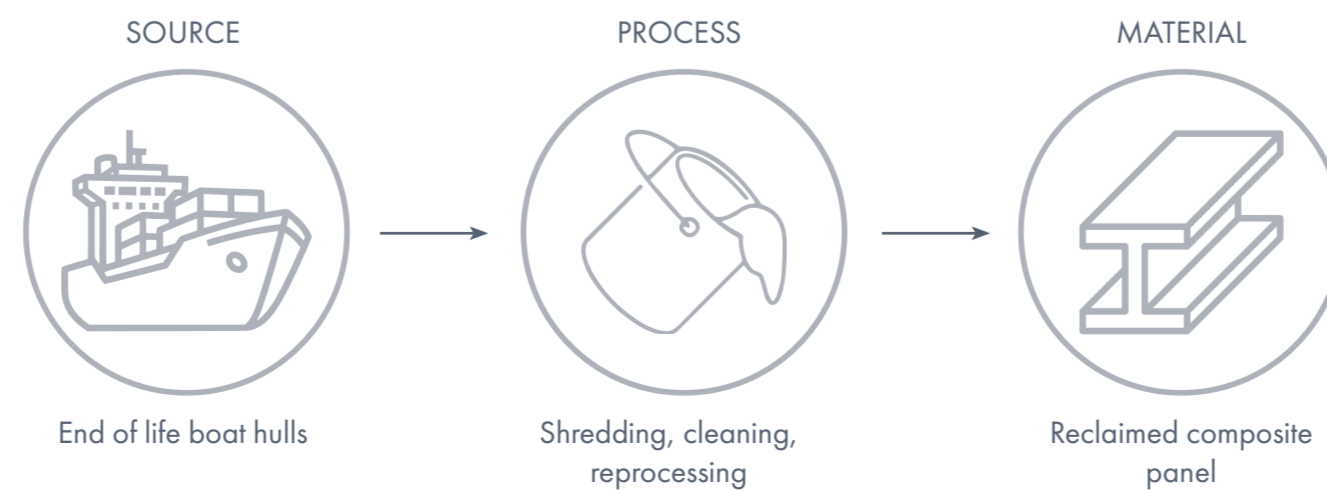 SOURCE
PROCESS
MATERIAL
End of life boat hulls
Shredding, cleaning,
reprocessing
Reclaimed composite
panel